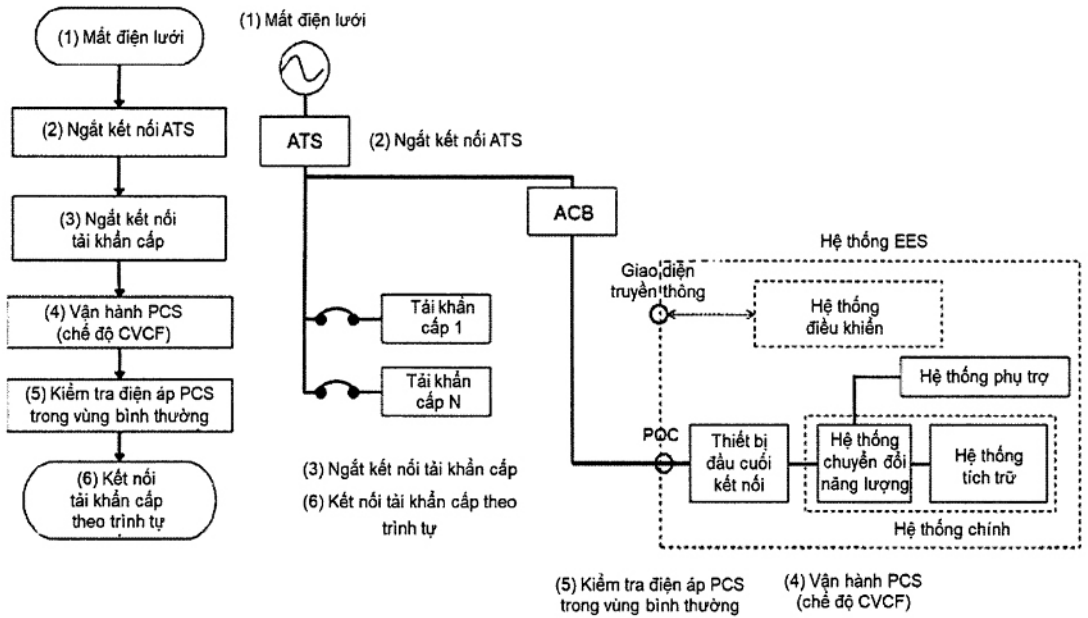 (1) Mất điện lưới
(2) Ngắt kết nối ATS
(3) Ngắt kết nối
tải khẩn cấp
(4) Vận hành PCS
(chế độ CVCF)
(5) Kiểm tra điện áp PCS
trong vùng bình thường
(6) Kết nối
tải khẩn cấp
theo trình tự
(1) Mất điện lưới
ATS
(2) Ngắt kết nối ATS
ACB
Tải khẩn
cấp 1
Tải khẩn
cấp N
(3) Ngắt kết nối tải khẩn cấp
(6) Kết nối tải khẩn cấp theo
trình tự
Hệ thống EES
Giao diện
truyền thông
Hệ thống
điều khiển
Hệ thống phụ trợ
POC
Thiết bị
đầu cuối
kết nối
Hệ thống
chuyển đổi
năng lượng
Hệ thống
tích trữ
Hệ thống chính
(5) Kiểm tra điện áp PCS
trong vùng bình thường
(4) Vận hành PCS
(chế độ CVCF)